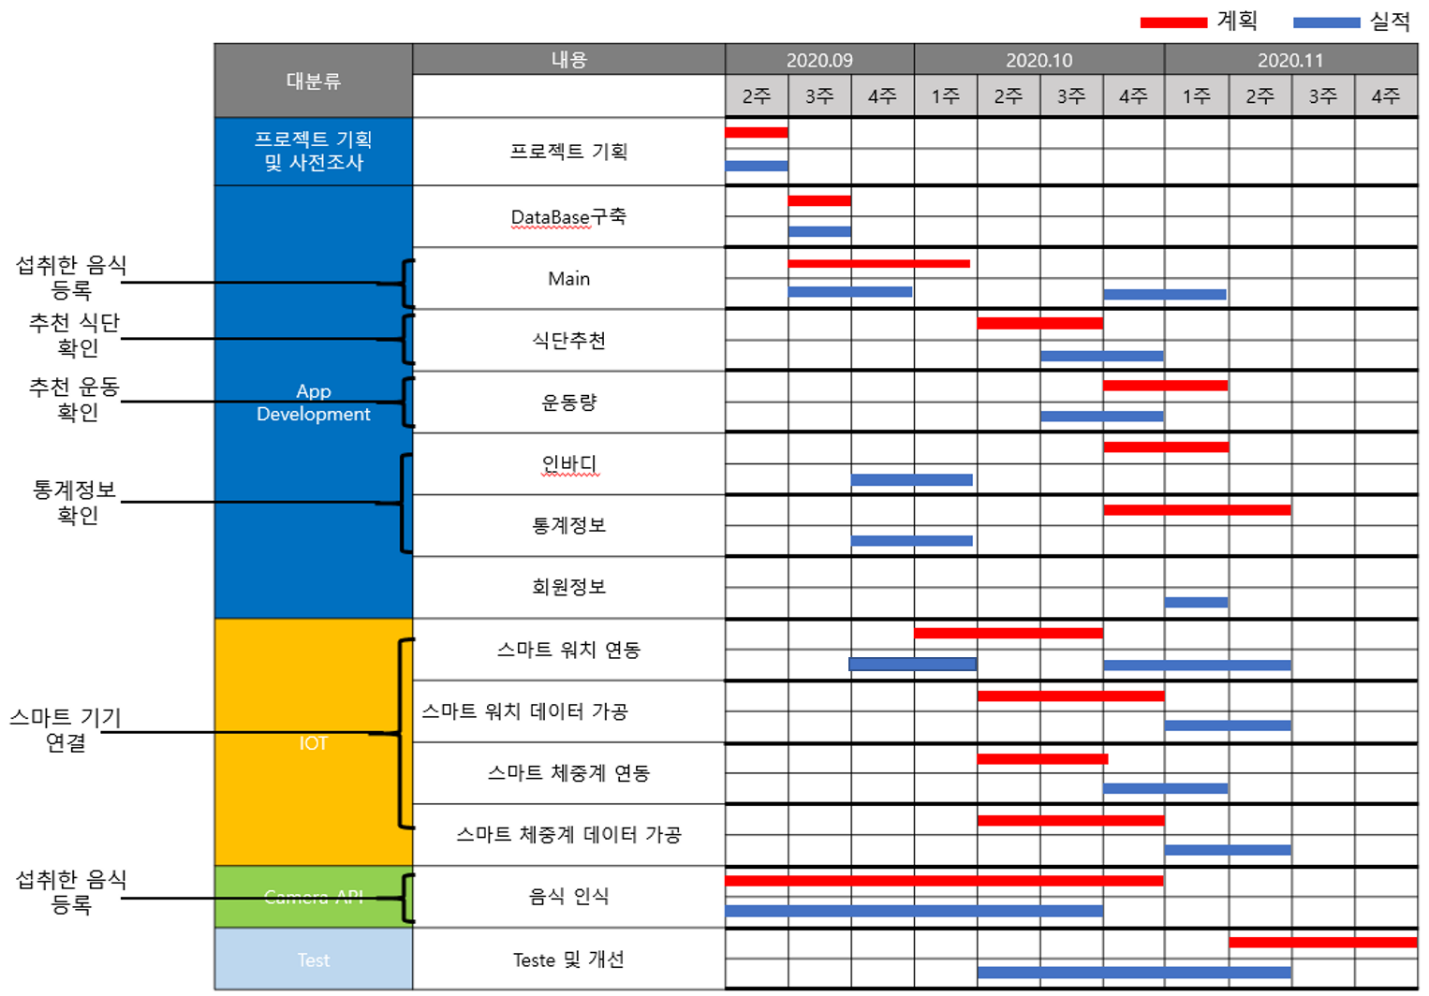 계획 실적
대분류 내용 2020.09 2020.10 2020.11
2주 3주 4주 1주 2주 3주 4주 1주 2주 3주 4주
프로젝트 기획
및 사전조사
프로젝트 기획
App
Development
DataBase구축
섭취한 음식
등록
Main
추천 식단
확인
식단추천
추천 운동
확인
운동량
통계정보
확인
인바디
통계정보
회원정보
스마트 기기
연결
IOT
스마트 워치 연동
스마트 워치 데이터 가공
스마트 체중계 연동
스마트 체중계 데이터 가공
섭취한 음식
등록
Camera API
음식 인식
Test
Teste 및 개선